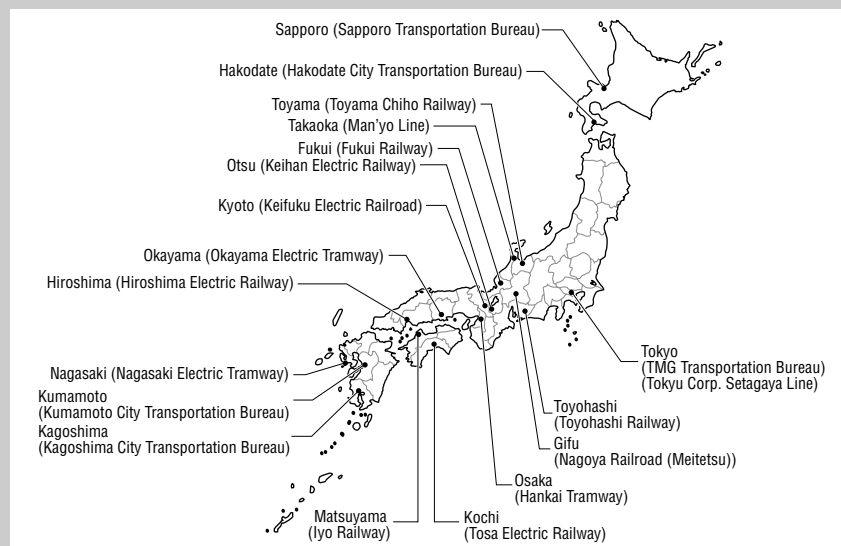 Sapporo (Sapporo Transportation Bureau)
Hakodate (Hakodate City Transportation Bureau)
Toyama (Toyama Chiho Railway)
Takaoka (Man'yo Line)
Fukui (Fukui Railway)
Otsu (Keihan Electric Railway)
Kyoto (Keifuku Electric Railroad)
Okayama (Okayama Electric Tramway)
Hiroshima (Hiroshima Electric Railway)
Nagasaki (Nagasaki Electric Tramway)
Kumamoto
(Kumamoto City Transportation Bureau)
Kagoshima
(Kagoshima City Transportation Bureau)
Matsuyama
(Iyo Railway)
Kochi
(Tosa Electric Railway)
Osaka
(Hankai Tramway)
Gifu
(Nagoya Railroad (Meitetsu))
Toyohashi
(Toyohashi Railway)
Tokyo
(TMG Transportation Bureau)
(Tokyu Corp. Setagaya Line)